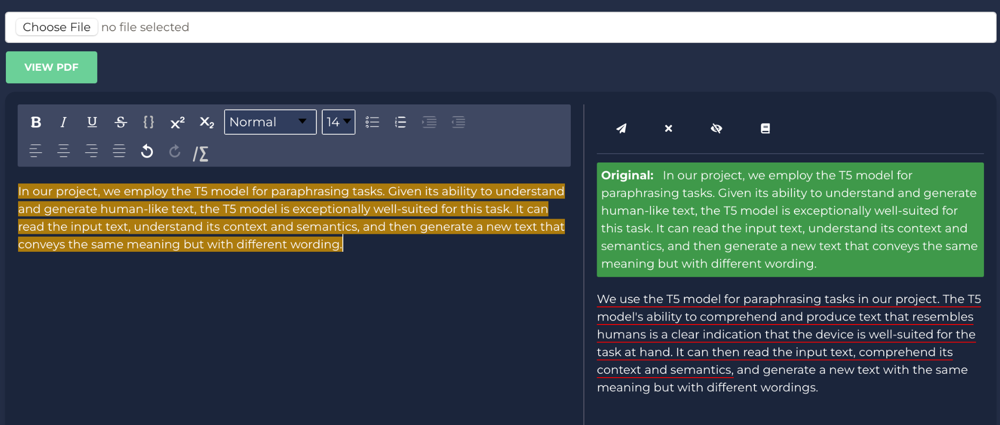 Choose File no file selected
VIEW PDF
B I U S {} x² x₂ Normal 14
/Σ
In our project, we employ the T5 model for paraphrasing tasks. Given its ability to understand
and generate human-like text, the T5 model is exceptionally well-suited for this task. It can
read the input text, understand its context and semantics, and then generate a new text that
conveys the same meaning but with different wording.
Original: In our project, we employ the T5 model for
paraphrasing tasks. Given its ability to understand and generate
human-like text, the T5 model is exceptionally well-suited for
this task. It can read the input text, understand its context and
semantics, and then generate a new text that conveys the same
meaning but with different wording.
We use the T5 model for paraphrasing tasks in our project. The T5
model's ability to comprehend and produce text that resembles
humans is a clear indication that the device is well-suited for the
task at hand. It can then read the input text, comprehend its
context and semantics, and generate a new text with the same
meaning but with different wordings.